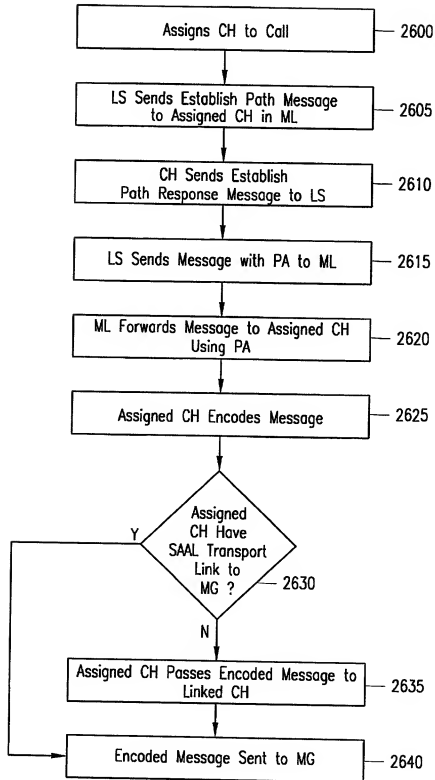 Assigns CH to Call
2600
LS Sends Establish Path Message
to Assigned CH in ML
2605
CH Sends Establish
Path Response Message to LS
2610
LS Sends Message with PA to ML
2615
ML Forwards Message to Assigned CH
Using PA
2620
Assigned CH Encodes Message
2625
Assigned
CH Have
SAAL Transport
Link to
MG ?
2630
Y
N
Assigned CH Passes Encoded Message to
Linked CH
2635
Encoded Message Sent to MG
2640